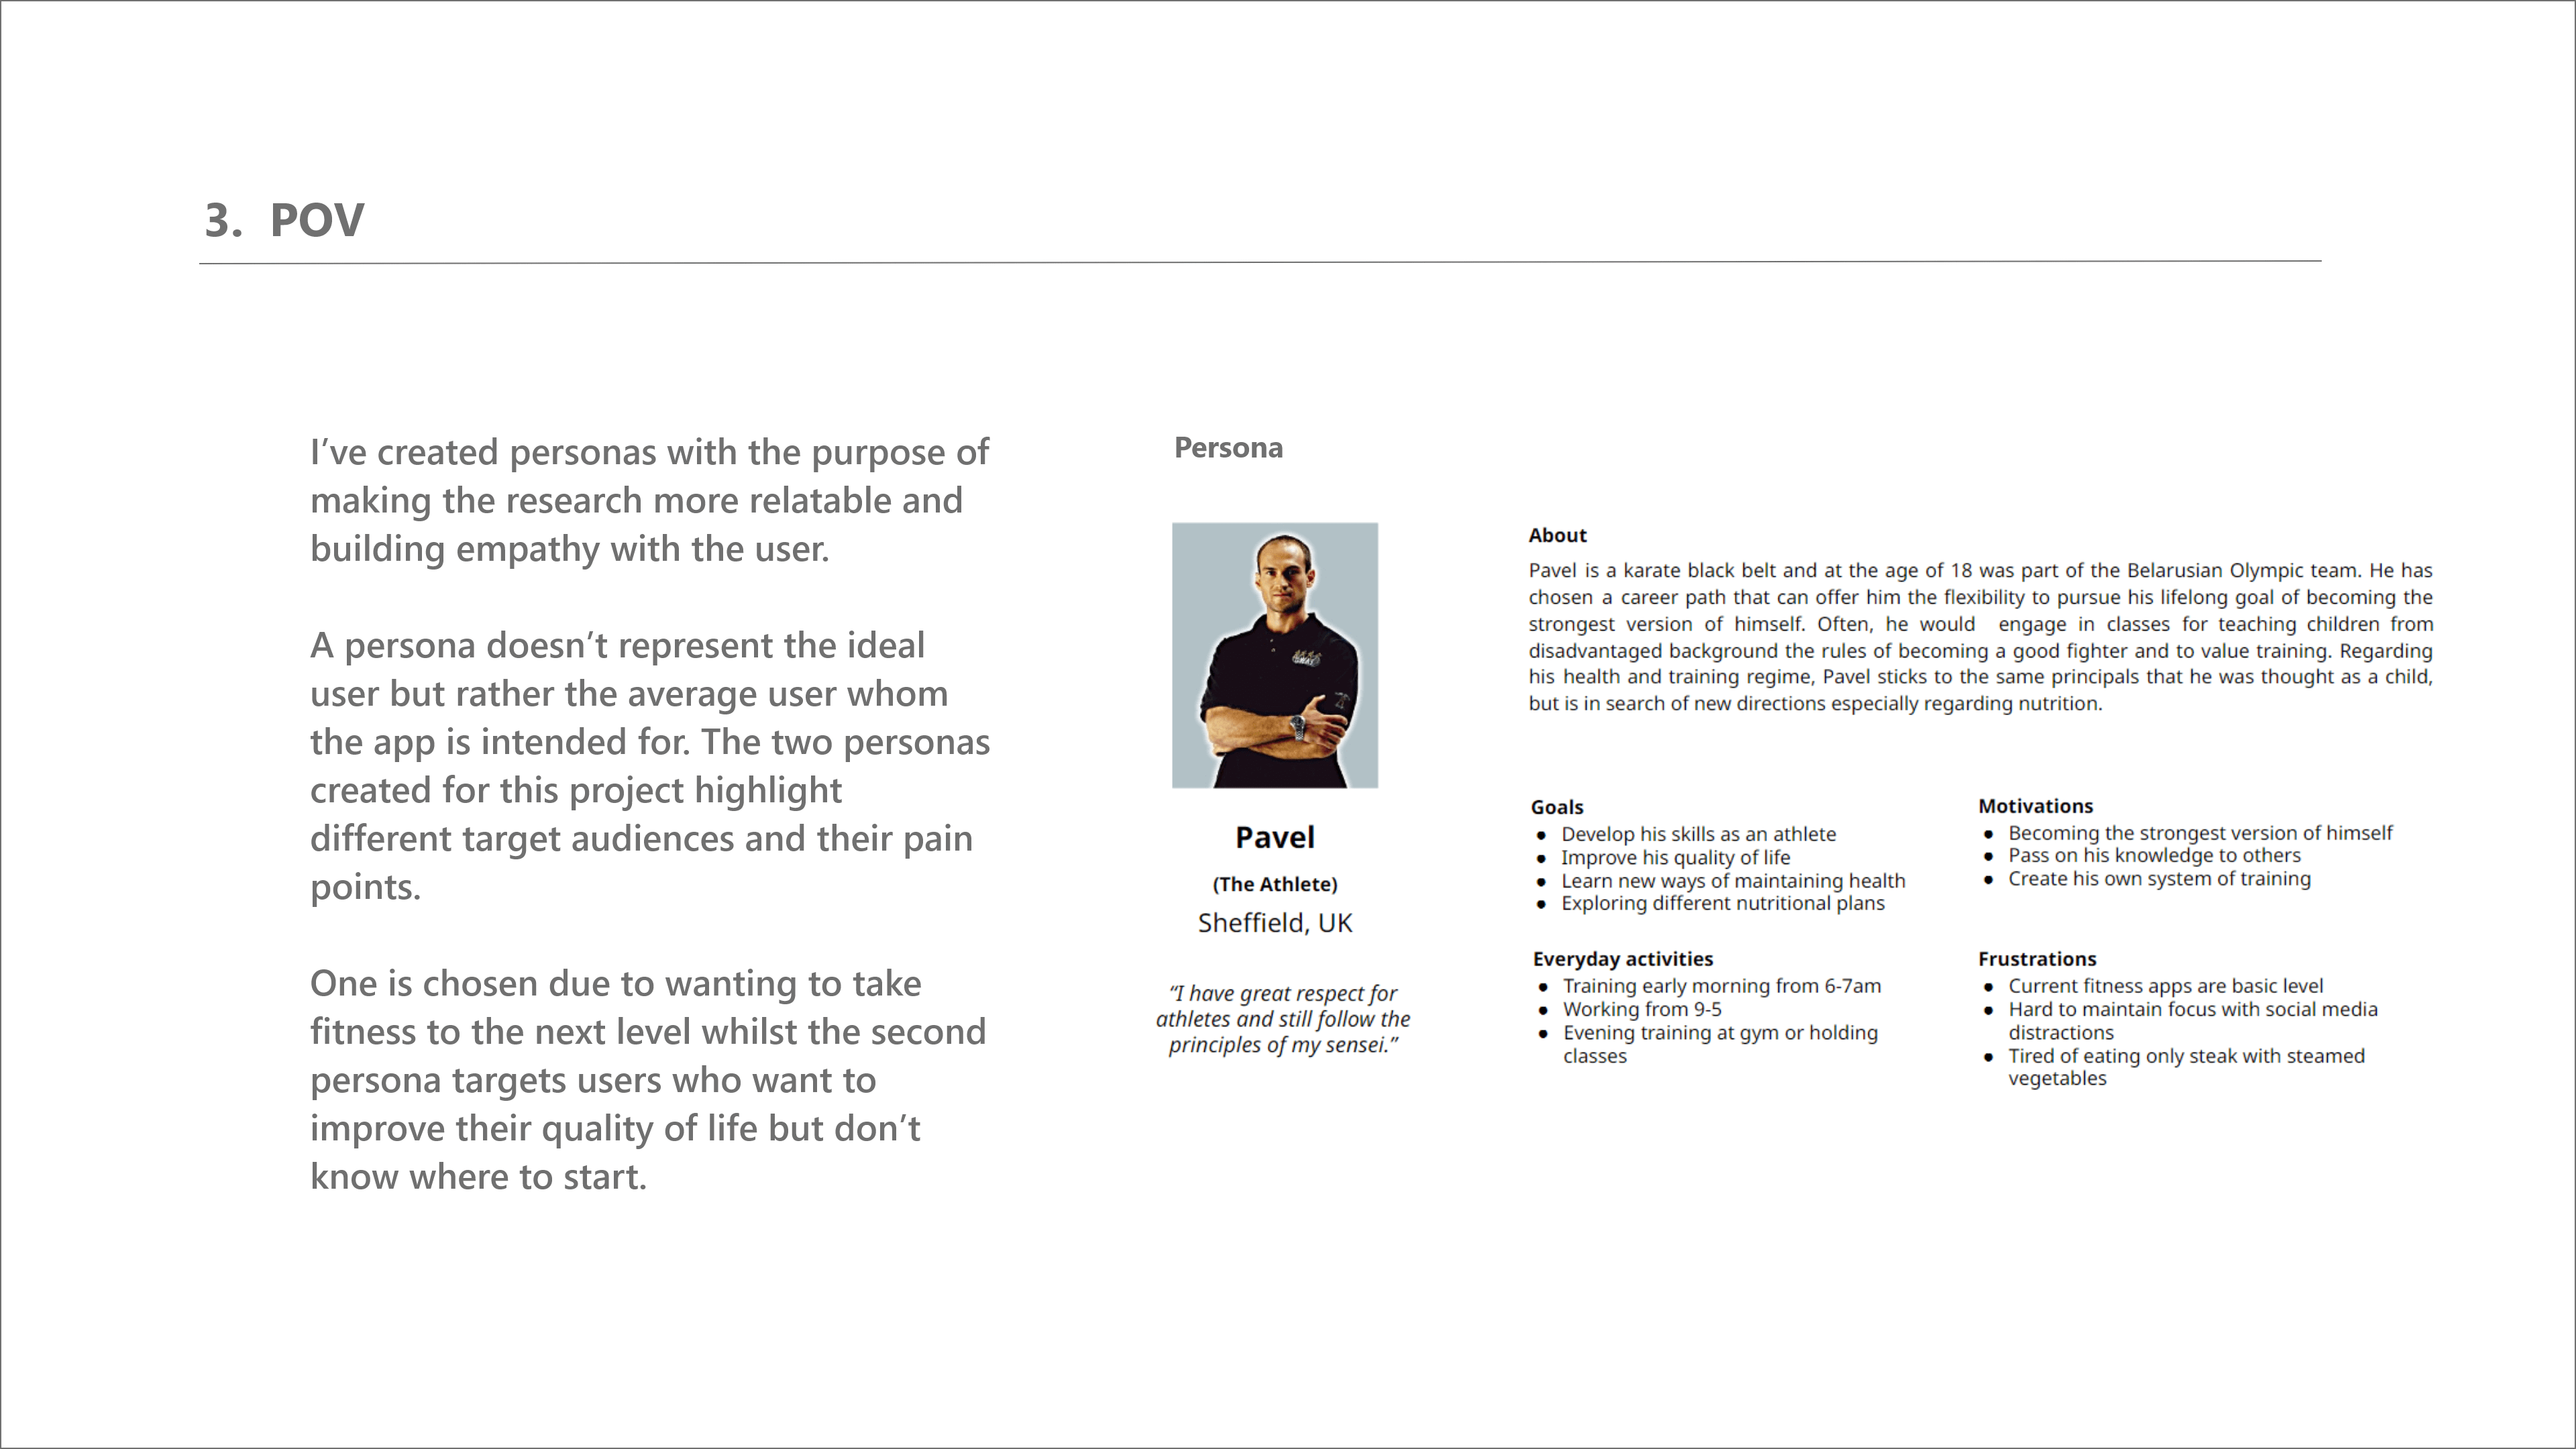 3. POV
I’ve created personas with the purpose of
making the research more relatable and
building empathy with the user.
A persona doesn’t represent the ideal
user but rather the average user whom
the app is intended for. The two personas
created for this project highlight
different target audiences and their pain
points.
One is chosen due to wanting to take
fitness to the next level whilst the second
persona targets users who want to
improve their quality of life but don’t
know where to start.
Persona
Pavel
(The Athlete)
Sheffield, UK
“I have great respect for
athletes and still follow the
principles of my sensei.”
About
Pavel is a karate black belt and at the age of 18 was part of the Belarusian Olympic team. He has
chosen a career path that can offer him the flexibility to pursue his lifelong goal of becoming the
strongest version of himself. Often, he would engage in classes for teaching children from
disadvantaged background the rules of becoming a good fighter and to value training. Regarding
his health and training regime, Pavel sticks to the same principals that he was thought as a child,
but is in search of new directions especially regarding nutrition.
Goals
● Develop his skills as an athlete
● Improve his quality of life
● Learn new ways of maintaining health
● Exploring different nutritional plans
Motivations
● Becoming the strongest version of himself
● Pass on his knowledge to others
● Create his own system of training
Everyday activities
● Training early morning from 6-7am
● Working from 9-5
● Evening training at gym or holding
classes
Frustrations
● Current fitness apps are basic level
● Hard to maintain focus with social media
distractions
● Tired of eating only steak with steamed
vegetables